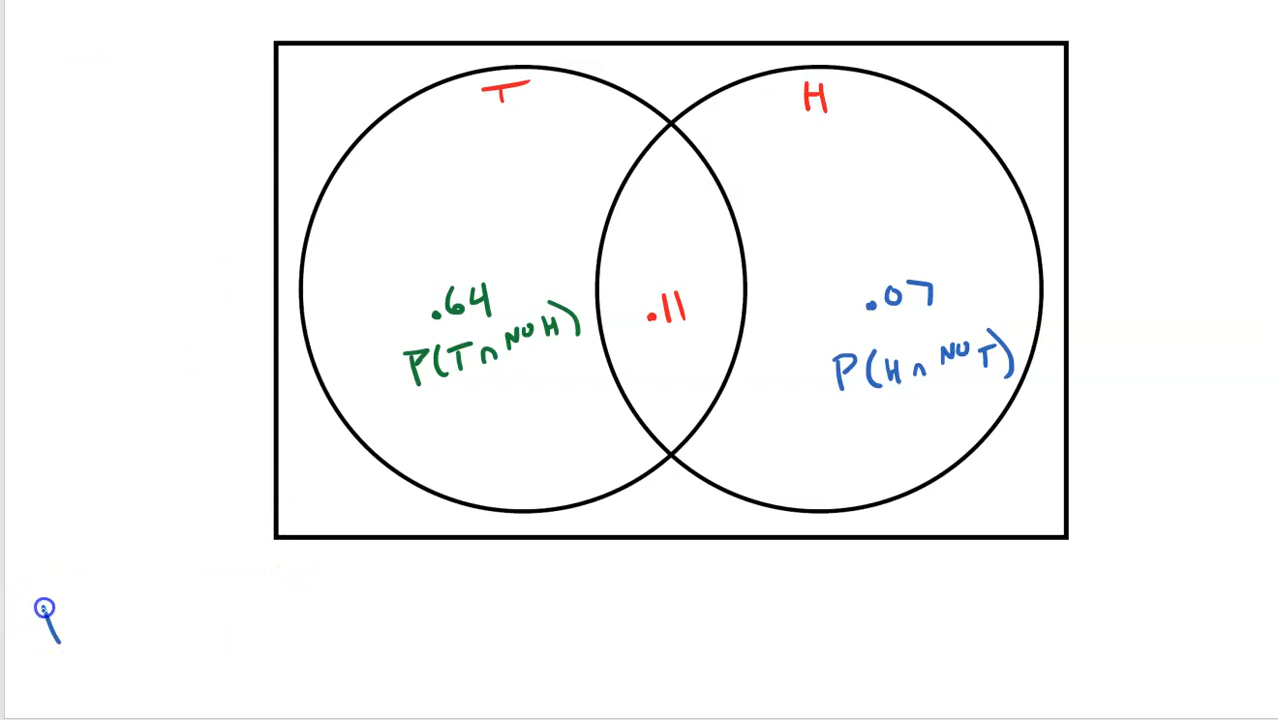 T
H
.64
P(T∩ NO H)
.11
.07
P(H∩ NO T)